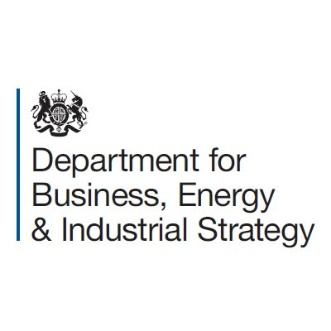 Department for
Business, Energy
& Industrial Strategy